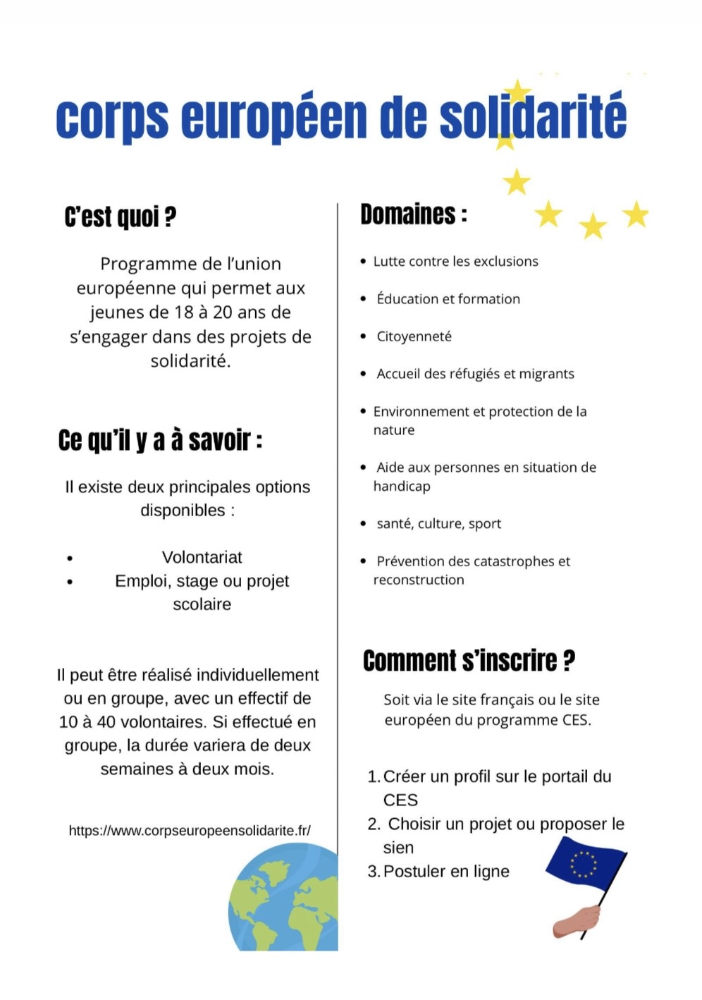 corps européen de solidarité
C'est quoi ?
Programme de l'union
européenne qui permet aux
jeunes de 18 à 20 ans de
s'engager dans des projets de
solidarité.
Ce qu'il y a à savoir :
Il existe deux principales options
disponibles :
• Volontariat
• Emploi, stage ou projet
scolaire
Il peut être réalisé individuellement
ou en groupe, avec un effectif de
10 à 40 volontaires. Si effectué en
groupe, la durée variera de deux
semaines à deux mois.
https://www.corpseuropeensolidarite.fr/
Domaines :
• Lutte contre les exclusions
• Éducation et formation
• Citoyenneté
• Accueil des réfugiés et migrants
• Environnement et protection de la
nature
• Aide aux personnes en situation de
handicap
• santé, culture, sport
• Prévention des catastrophes et
reconstruction
Comment s'inscrire ?
Soit via le site français ou le site
européen du programme CES.
1. Créer un profil sur le portail du
CES
2. Choisir un projet ou proposer le
sien
3. Postuler en ligne